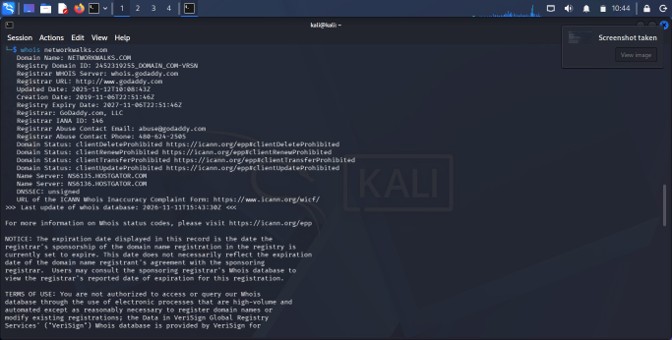 1 2 3 4
10:44
kali@kali: ~
Session Actions Edit View Help
Screenshot taken
View image
└─$ whois networkwalks.com
Domain Name: NETWORKWALKS.COM
Registry Domain ID: 2452319255_DOMAIN_COM-VRSN
Registrar WHOIS Server: whois.godaddy.com
Registrar URL: http://www.godaddy.com
Updated Date: 2025-11-12T10:08:43Z
Creation Date: 2019-11-06T22:51:46Z
Registry Expiry Date: 2027-11-06T22:51:46Z
Registrar: GoDaddy.com, LLC
Registrar IANA ID: 146
Registrar Abuse Contact Email: abuse@godaddy.com
Registrar Abuse Contact Phone: 480-624-2505
Domain Status: clientDeleteProhibited https://icann.org/epp#clientDeleteProhibited
Domain Status: clientRenewProhibited https://icann.org/epp#clientRenewProhibited
Domain Status: clientTransferProhibited https://icann.org/epp#clientTransferProhibited
Domain Status: clientUpdateProhibited https://icann.org/epp#clientUpdateProhibited
Name Server: NS6135.HOSTGATOR.COM
Name Server: NS6136.HOSTGATOR.COM
DNSSEC: unsigned
URL of the ICANN Whois Inaccuracy Complaint Form: https://www.icann.org/wicf/
>>> Last update of whois database: 2026-11-11T15:43:30Z <<<
KALI
For more information on Whois status codes, please visit https://icann.org/epp
NOTICE: The expiration date displayed in this record is the date the
registrar's sponsorship of the domain name registration in the registry is
currently set to expire. This date does not necessarily reflect the expiration
date of the domain name registrant's agreement with the sponsoring
registrar. Users may consult the sponsoring registrar's Whois database to
view the registrar's reported date of expiration for this registration.
TERMS OF USE: You are not authorized to access or query our Whois
database through the use of electronic processes that are high-volume and
automated except as reasonably necessary to register domain names or
modify existing registrations; the Data in VeriSign Global Registry
Services' ("VeriSign") Whois database is provided by VeriSign for